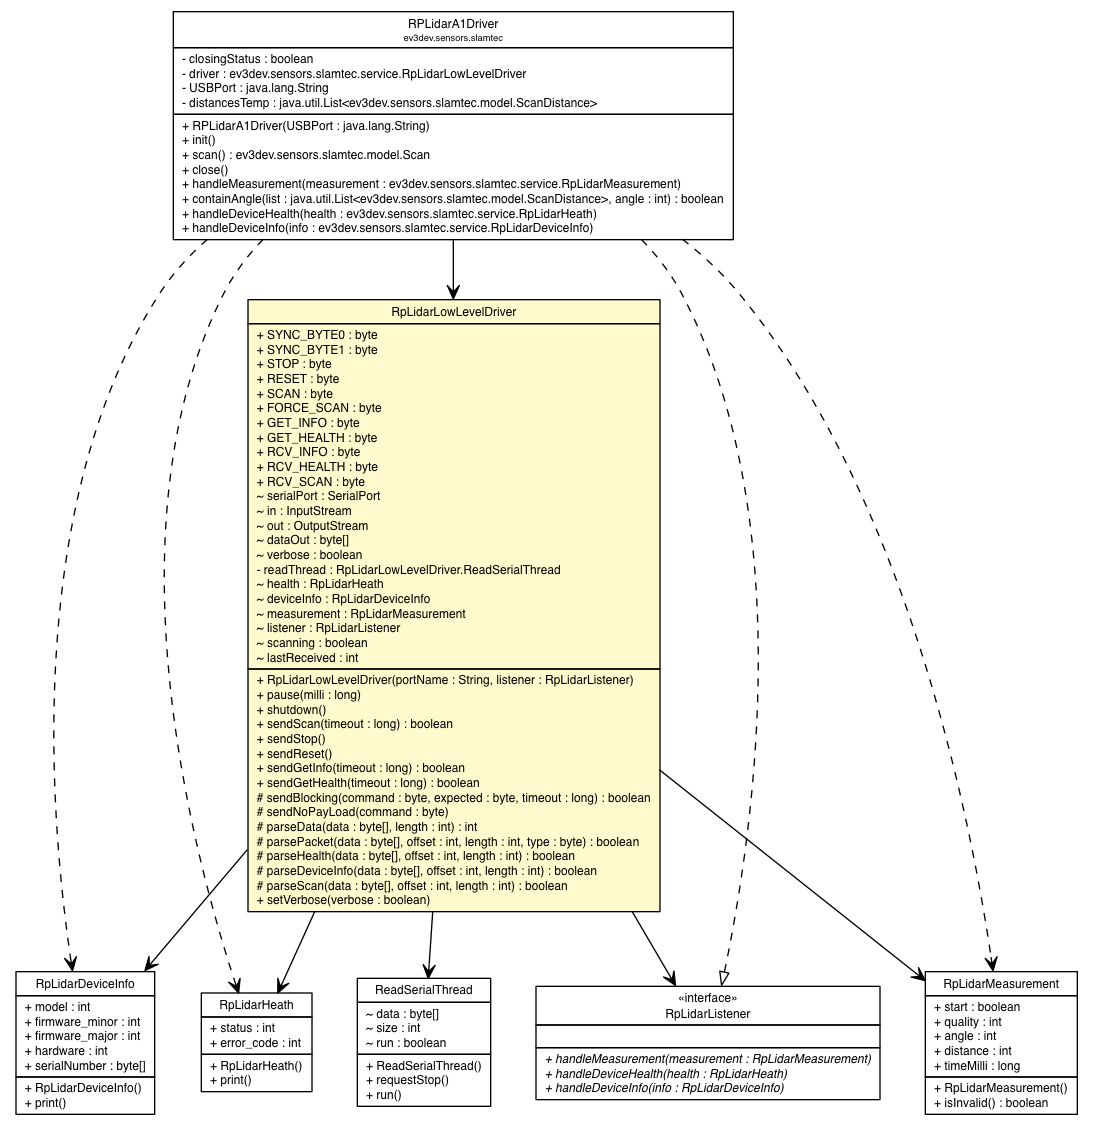 RPLidarA1Driver
ev3dev.sensors.slamtec
- closingStatus : boolean
- driver : ev3dev.sensors.slamtec.service.RpLidarLowLevelDriver
- USBPort : java.lang.String
- distancesTemp : java.util.List<ev3dev.sensors.slamtec.model.ScanDistance>
+ RPLidarA1Driver(USBPort : java.lang.String)
+ init()
+ scan() : ev3dev.sensors.slamtec.model.Scan
+ close()
+ handleMeasurement(measurement : ev3dev.sensors.slamtec.service.RpLidarMeasurement)
+ containAngle(list : java.util.List<ev3dev.sensors.slamtec.model.ScanDistance>, angle : int) : boolean
+ handleDeviceHealth(health : ev3dev.sensors.slamtec.service.RpLidarHeath)
+ handleDeviceInfo(info : ev3dev.sensors.slamtec.service.RpLidarDeviceInfo)
RpLidarLowLevelDriver
+ SYNC_BYTE0 : byte
+ SYNC_BYTE1 : byte
+ STOP : byte
+ RESET : byte
+ SCAN : byte
+ FORCE_SCAN : byte
+ GET_INFO : byte
+ GET_HEALTH : byte
+ RCV_INFO : byte
+ RCV_HEALTH : byte
+ RCV_SCAN : byte
~ serialPort : SerialPort
~ in : InputStream
~ out : OutputStream
~ dataOut : byte[]
~ verbose : boolean
- readThread : RpLidarLowLevelDriver.ReadSerialThread
~ health : RpLidarHeath
~ deviceInfo : RpLidarDeviceInfo
~ measurement : RpLidarMeasurement
~ listener : RpLidarListener
~ scanning : boolean
~ lastReceived : int
+ RpLidarLowLevelDriver(portName : String, listener : RpLidarListener)
+ pause(milli : long)
+ shutdown()
+ sendScan(timeout : long) : boolean
+ sendStop()
+ sendReset()
+ sendGetInfo(timeout : long) : boolean
+ sendGetHealth(timeout : long) : boolean
# sendBlocking(command : byte, expected : byte, timeout : long) : boolean
# sendNoPayLoad(command : byte)
# parseData(data : byte[], length : int) : int
# parsePacket(data : byte[], offset : int, length : int, type : byte) : boolean
# parseHealth(data : byte[], offset : int, length : int) : boolean
# parseDeviceInfo(data : byte[], offset : int, length : int) : boolean
# parseScan(data : byte[], offset : int, length : int) : boolean
+ setVerbose(verbose : boolean)
RpLidarDeviceInfo
+ model : int
+ firmware_minor : int
+ firmware_major : int
+ hardware : int
+ serialNumber : byte[]
+ RpLidarDeviceInfo()
+ print()
RpLidarHeath
+ status : int
+ error_code : int
+ RpLidarHeath()
+ print()
ReadSerialThread
~ data : byte[]
~ size : int
~ run : boolean
+ ReadSerialThread()
+ requestStop()
+ run()
«interface»
RpLidarListener
+ handleMeasurement(measurement : RpLidarMeasurement)
+ handleDeviceHealth(health : RpLidarHeath)
+ handleDeviceInfo(info : RpLidarDeviceInfo)
RpLidarMeasurement
+ start : boolean
+ quality : int
+ angle : int
+ distance : int
+ timeMilli : long
+ RpLidarMeasurement()
+ isInvalid() : boolean